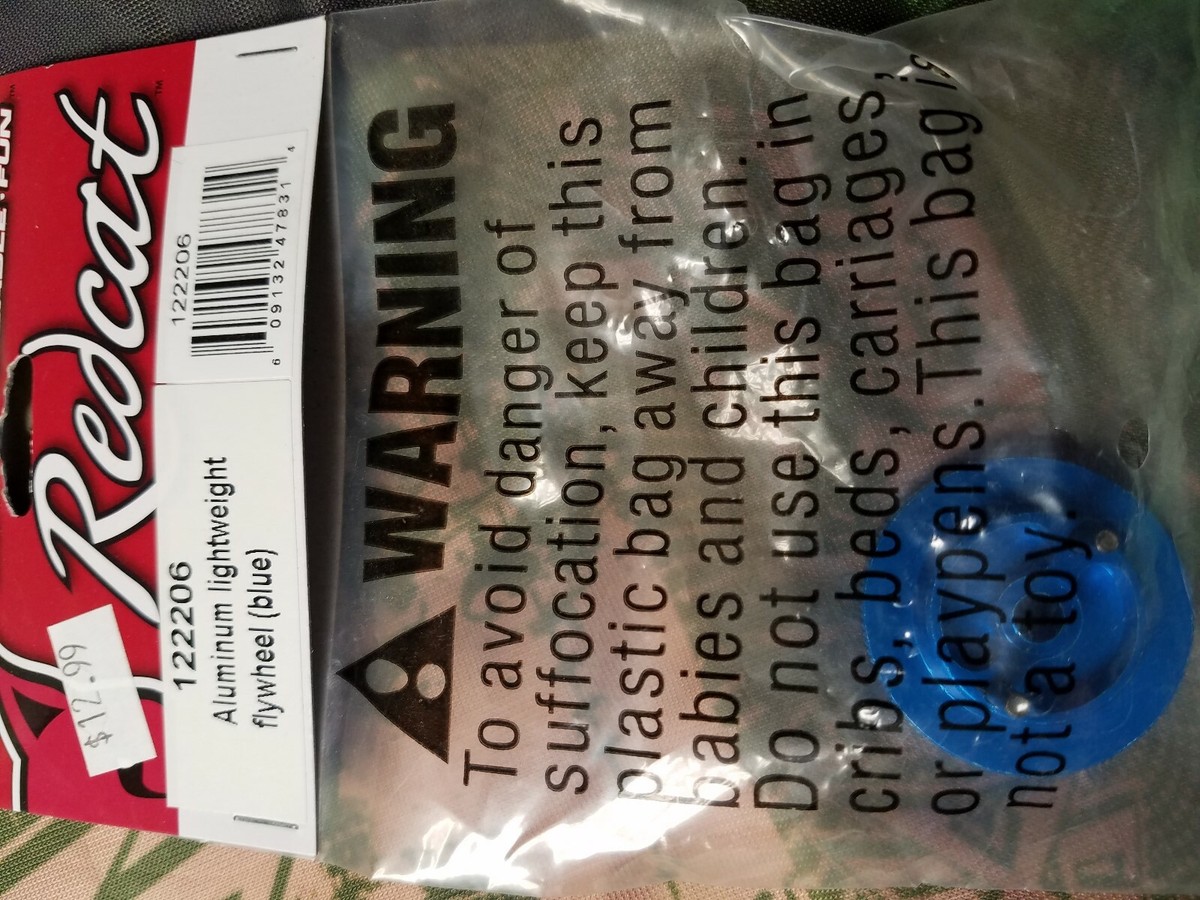 Redcat™
122206
6 09132 47831 4
122206
Aluminum lightweight
flywheel (blue)
$12.99
WARNING
To avoid danger of
suffocation, keep this
plastic bag away from
babies and children.
Do not use this bag in
cribs, beds, carriages,
or playpens. This bag is
not a toy.